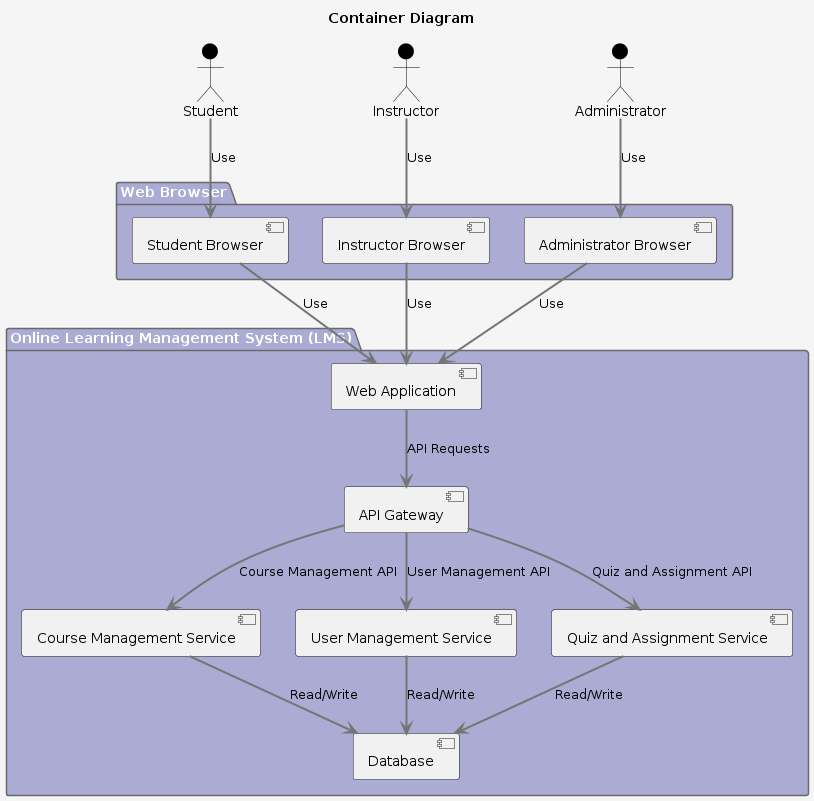 Container Diagram
Student
Instructor
Administrator
Use
Use
Use
Web Browser
Student Browser
Instructor Browser
Administrator Browser
Use
Use
Use
Online Learning Management System (LMS)
Web Application
API Requests
API Gateway
Course Management API
User Management API
Quiz and Assignment API
Course Management Service
User Management Service
Quiz and Assignment Service
Read/Write
Read/Write
Read/Write
Database